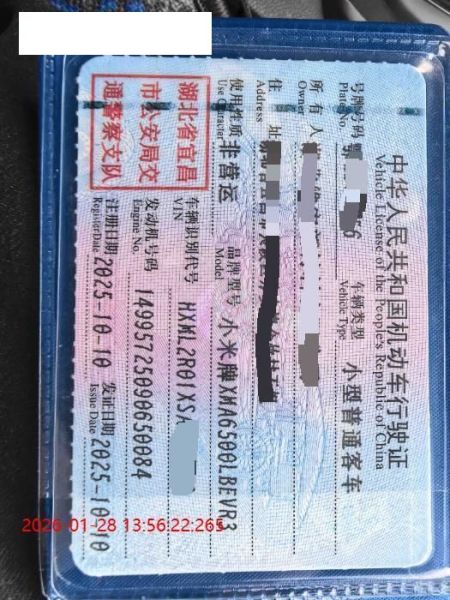 中华人民共和国机动车行驶证
Vehicle License of the People's Republic of China
号牌号码
Plate No.
车辆类型 小型普通客车
Vehicle Type
所有人
Owner
住址
Address
使用性质 非营运
Use Character
品牌型号 小米牌XMA6500LBEVR3
Model
湖北省宜昌
市公安局交
通警察支队
车辆识别代号 HXML2R01XSA
VIN
发动机号码 149957250906S0084
Engine No.
注册日期 2025-10-10
Register Date
发证日期 2025-10-10
Issue Date
2026-01-28 13:56:22:265